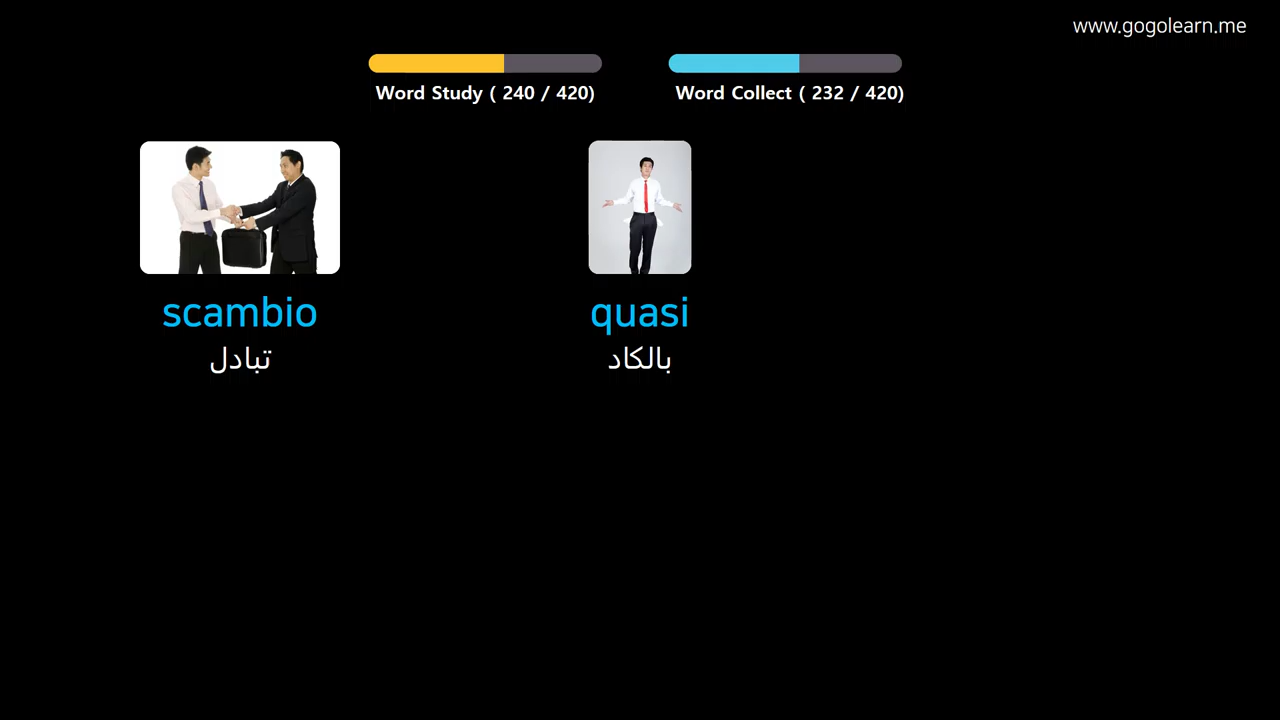 www.gogolearn.me
Word Study ( 240 / 420)
Word Collect ( 232 / 420)
scambio
تبادل
quasi
بالكاد